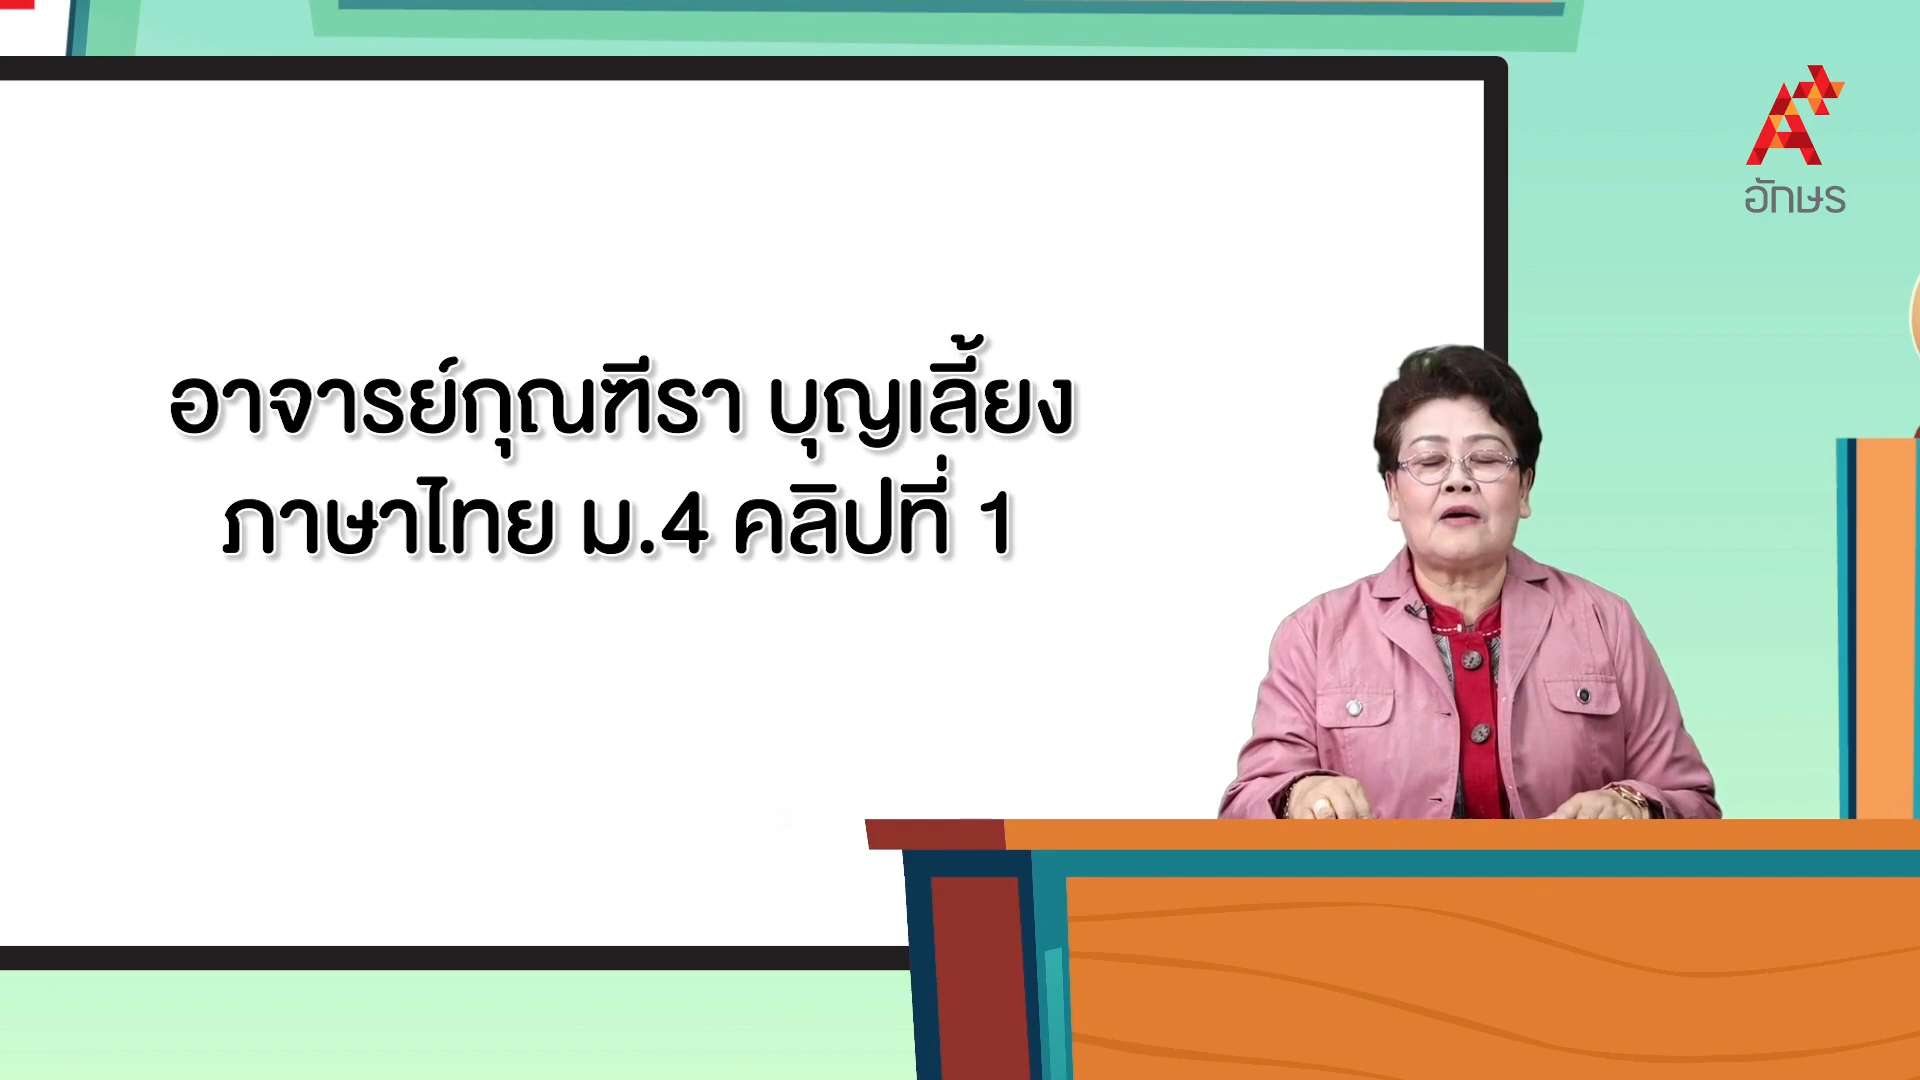 อักษร
อาจารย์กุณฑีรา บุญเลี้ยง
ภาษาไทย ม.4 คลิปที่ 1